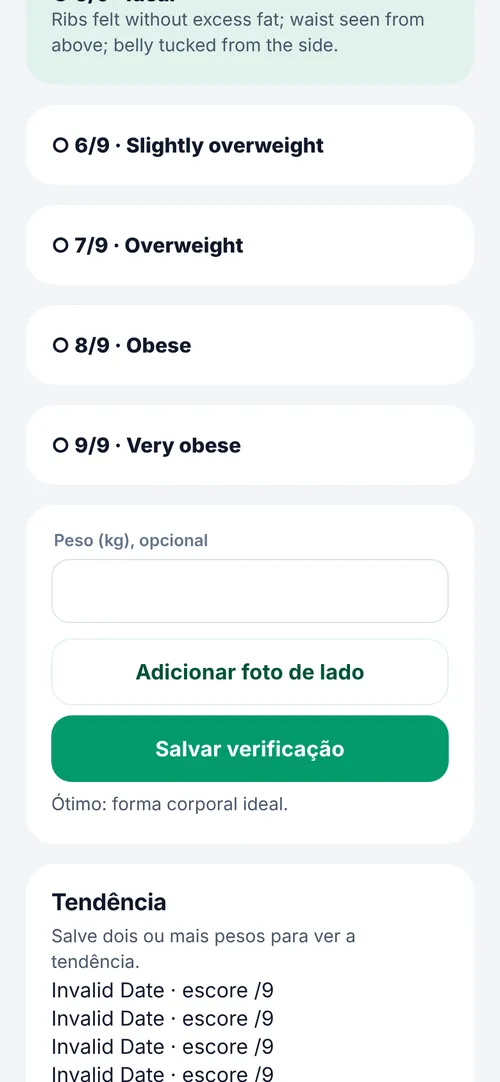 Ribs felt without excess fat; waist seen from
above; belly tucked from the side.
6/9 · Slightly overweight
7/9 · Overweight
8/9 · Obese
9/9 · Very obese
Peso (kg), opcional
Adicionar foto de lado
Salvar verificação
Ótimo: forma corporal ideal.
Tendência
Salve dois ou mais pesos para ver a
tendência.
Invalid Date · escore /9
Invalid Date · escore /9
Invalid Date · escore /9
Invalid Date · escore /9